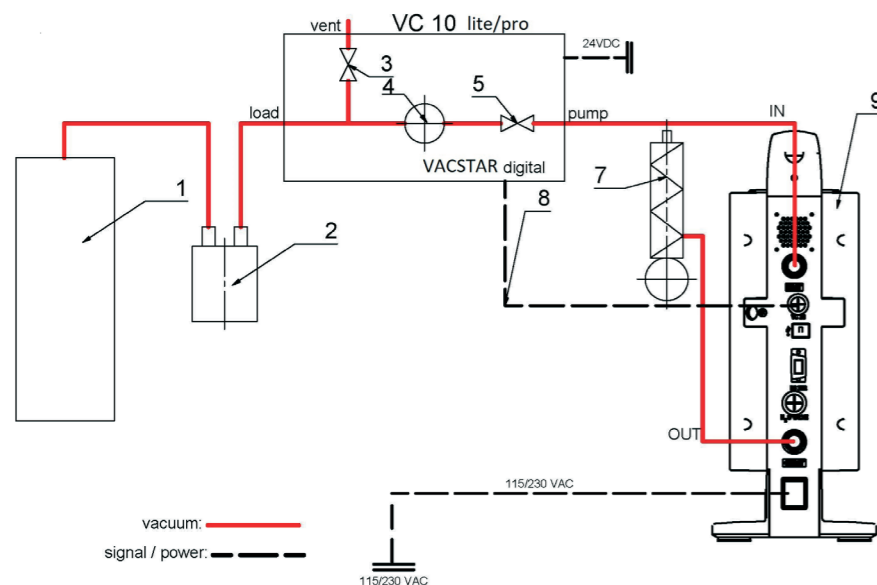 vent
VC 10 lite/pro
24VDC
3
4
5
load
pump
IN
9
VACSTAR digital
7
1
8
2
OUT
115/230 VAC
vacuum:
signal / power:
115/230 VAC